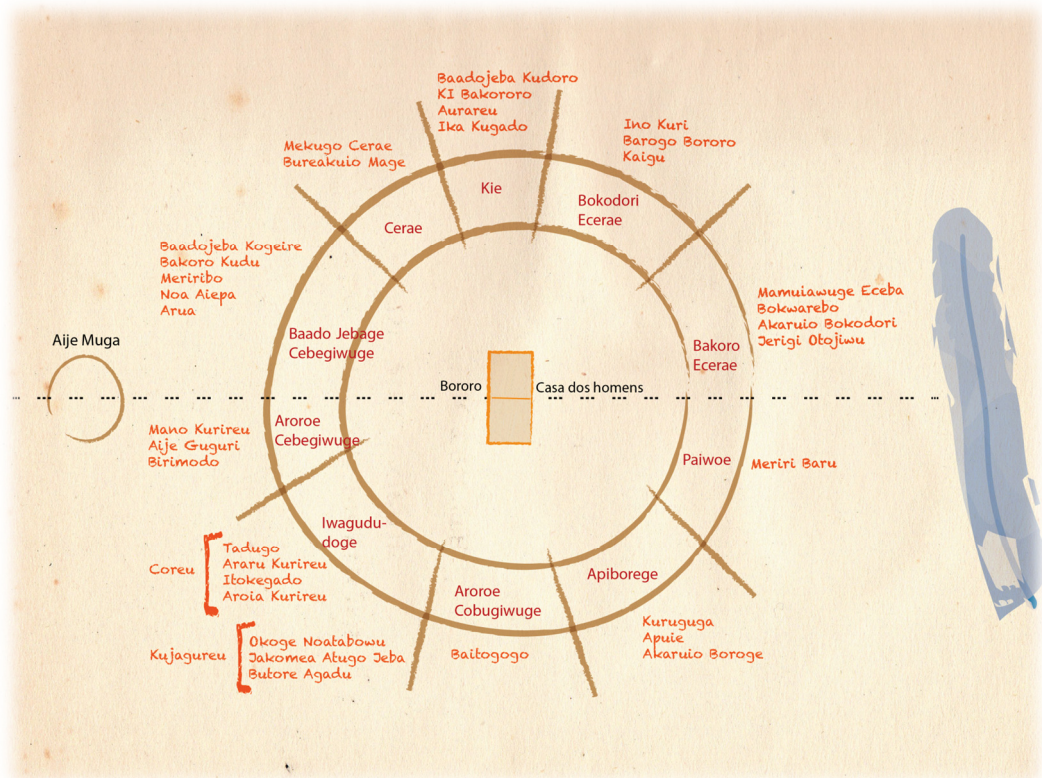 Baadojeba Kudoro
KI Bakororo
Aurareu
Ika Kugado
Ino Kuri
Barogo Bororo
Kaigu
Mekugo Cerae
Bureakuio Mage
Kie
Bokodori
Ecerae
Cerae
Baadojeba Kogeire
Bakoro Kudu
Meriribo
Noa Aiepa
Arua
Mamuiawuge Eceba
Bokwarebo
Akaruio Bokodori
Jerigi Otojiwu
Aije Muga
Baado Jebage
Cebegiwuge
Bakoro
Ecerae
Bororo
Casa dos homens
Mano Kurireu
Aije Guguri
Birimodo
Aroroe
Cebegiwuge
Paiwoe
Meriri Baru
Iwagudu-
doge
Coreu
Tadugo
Araru Kurireu
Itokegado
Aroia Kurireu
Apiborege
Aroroe
Cobugiwuge
Kujagureu
Okoge Noatabowu
Jakomea Atugo Jeba
Butore Agadu
Baitogogo
Kuruguga
Apuie
Akaruio Boroge